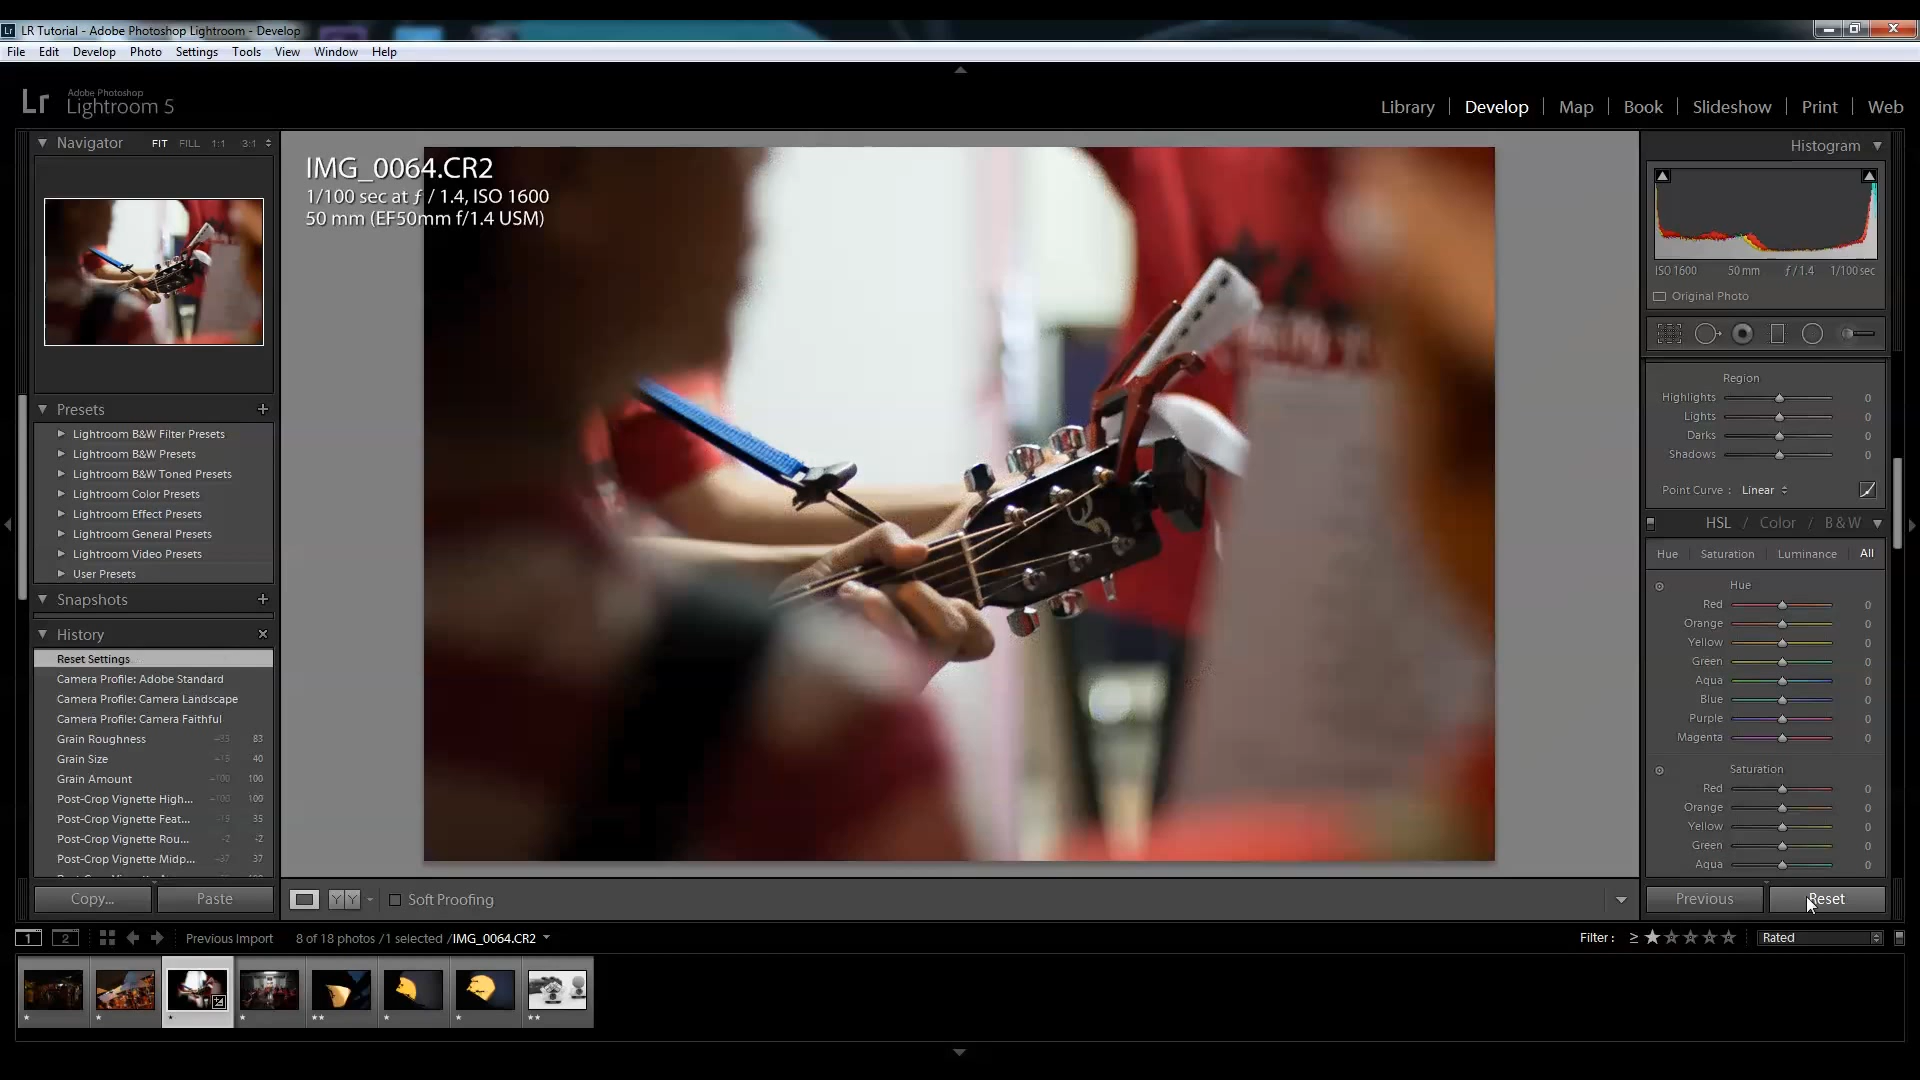 LR Tutorial - Adobe Photoshop Lightroom - Develop
File Edit Develop Photo Settings Tools View Window Help
Lr Adobe Photoshop
Lightroom 5
Library Develop Map Book Slideshow Print Web
Navigator FIT FILL 1:1 3:1
IMG_0064.CR2
1/100 sec at ƒ / 1.4, ISO 1600
50 mm (EF50mm f/1.4 USM)
Presets
Lightroom B&W Filter Presets
Lightroom B&W Presets
Lightroom B&W Toned Presets
Lightroom Color Presets
Lightroom Effect Presets
Lightroom General Presets
Lightroom Video Presets
User Presets
Snapshots
History
Reset Settings
Camera Profile: Adobe Standard
Camera Profile: Camera Landscape
Camera Profile: Camera Faithful
Grain Roughness 83
Grain Size 40
Grain Amount -100 100
Post-Crop Vignette High... -100 100
Post-Crop Vignette Feat... 35
Post-Crop Vignette Rou... -2 -2
Post-Crop Vignette Midp... -37 37
Copy... Paste
Soft Proofing
Histogram
ISO 1600 50 mm ƒ / 1.4 1/100 sec
Original Photo
Region
Highlights 0
Lights 0
Darks 0
Shadows 0
Point Curve : Linear
HSL / Color / B & W
Hue Saturation Luminance All
Hue
Red 0
Orange 0
Yellow 0
Green 0
Aqua 0
Blue 0
Purple 0
Magenta 0
Saturation
Red 0
Orange 0
Yellow 0
Green 0
Aqua 0
Previous Reset
1 2 Previous Import 8 of 18 photos /1 selected /IMG_0064.CR2
Filter : ≥ Rated